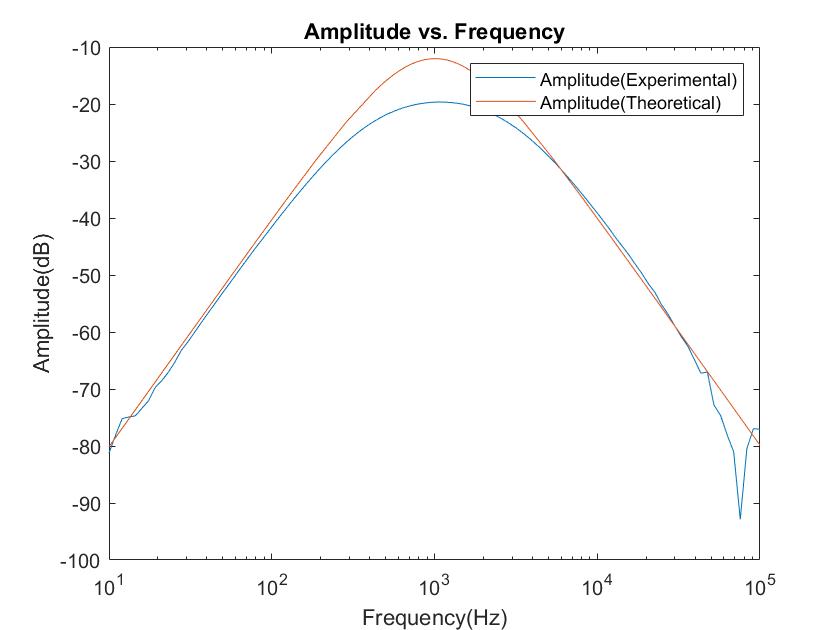 Amplitude vs. Frequency
Amplitude(Experimental)
Amplitude(Theoretical)
-10
-20
-30
-40
-50
-60
-70
-80
-90
-100
Amplitude(dB)
10^1 10^2 10^3 10^4 10^5
Frequency(Hz)